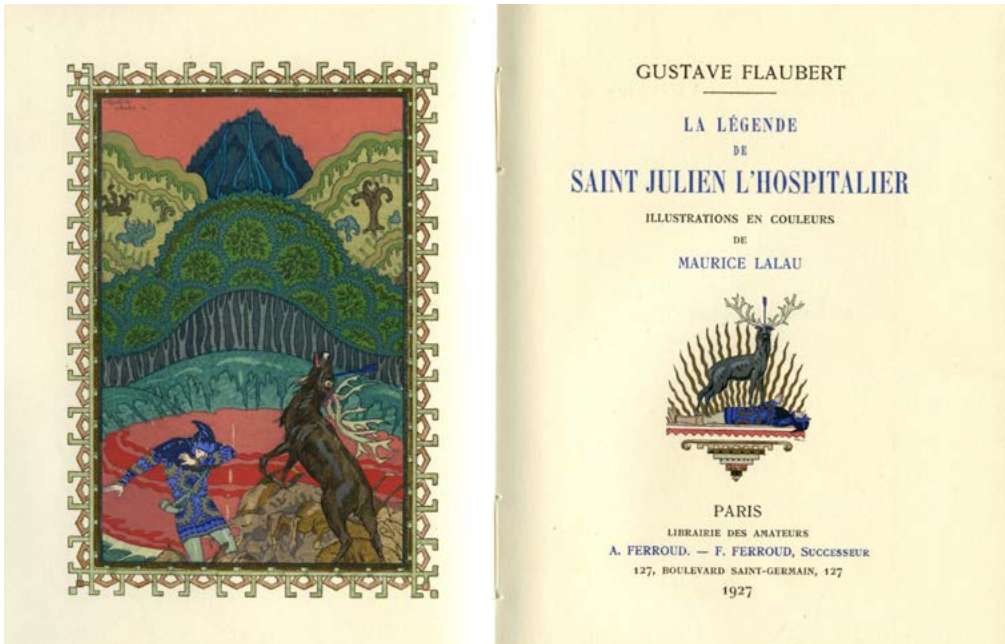 GUSTAVE FLAUBERT
LA LÉGENDE
DE
SAINT JULIEN L'HOSPITALIER
ILLUSTRATIONS EN COULEURS
DE
MAURICE LALAU
PARIS
LIBRAIRIE DES AMATEURS
A. FERROUD. — F. FERROUD, SUCCESSEUR
127, BOULEVARD SAINT-GERMAIN, 127
1927